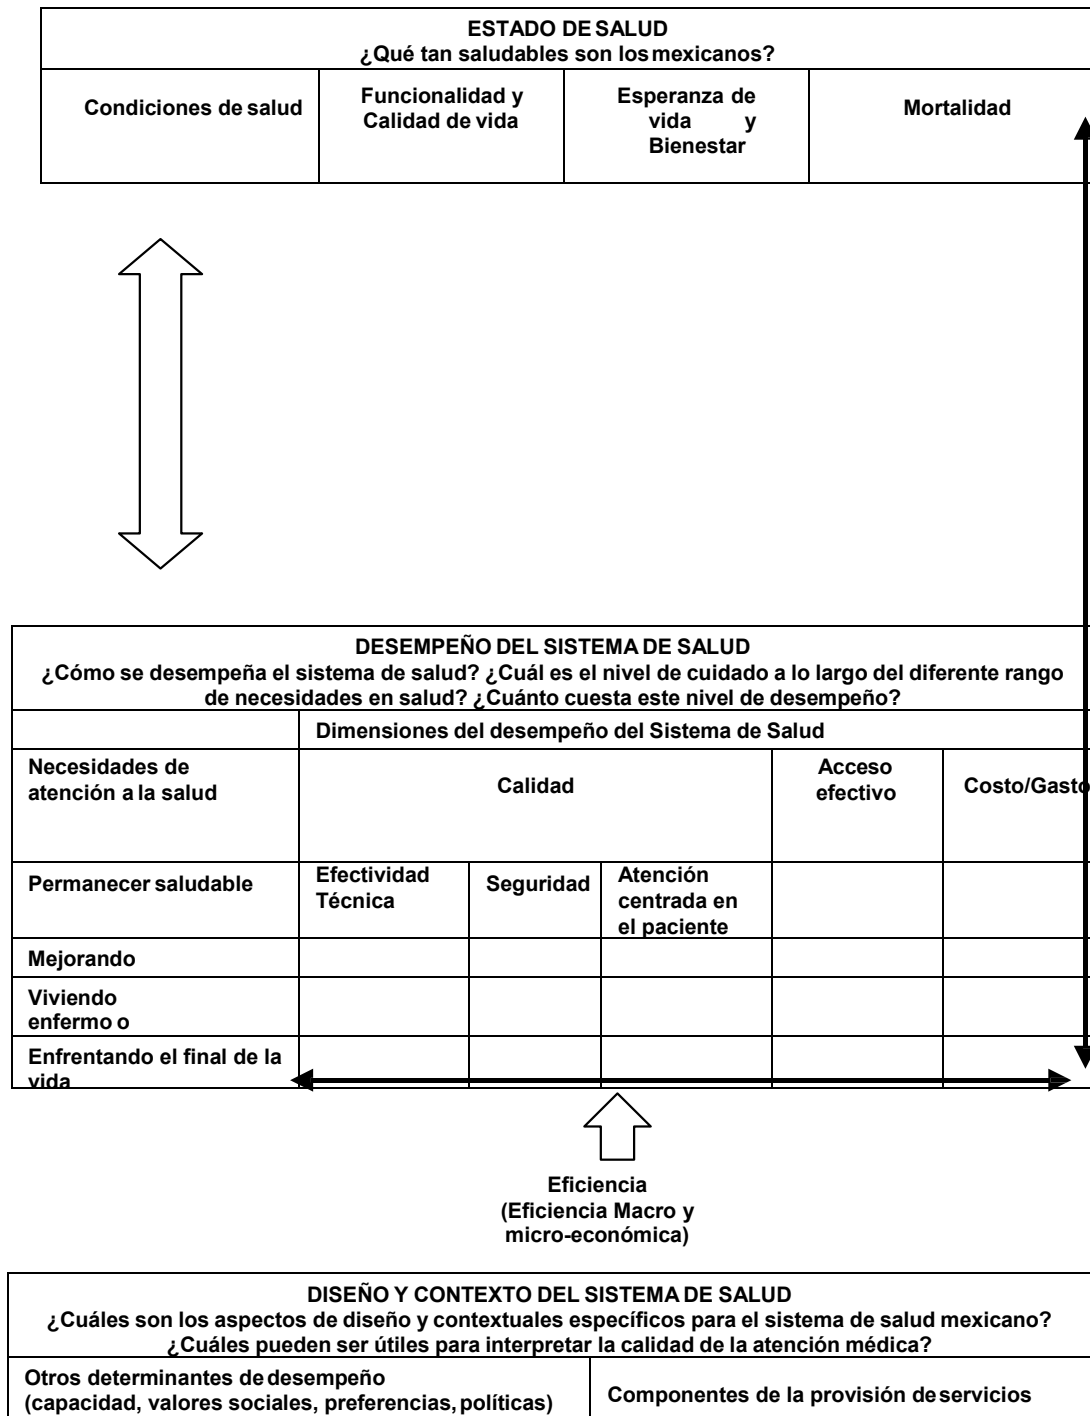 ESTADO DE SALUD
¿Qué tan saludables son los mexicanos?
Condiciones de salud
Funcionalidad y
Calidad de vida
Esperanza de
vida y
Bienestar
Mortalidad
DESEMPEÑO DEL SISTEMA DE SALUD
¿Cómo se desempeña el sistema de salud? ¿Cuál es el nivel de cuidado a lo largo del diferente rango
de necesidades en salud? ¿Cuánto cuesta este nivel de desempeño?
Dimensiones del desempeño del Sistema de Salud
Necesidades de
atención a la salud
Calidad
Acceso
efectivo
Costo/Gasto
Permanecer saludable
Efectividad
Técnica
Seguridad
Atención
centrada en
el paciente
Mejorando
Viviendo
enfermo o
Enfrentando el final de la
vida
Eficiencia
(Eficiencia Macro y
micro-económica)
DISEÑO Y CONTEXTO DEL SISTEMA DE SALUD
¿Cuáles son los aspectos de diseño y contextuales específicos para el sistema de salud mexicano?
¿Cuáles pueden ser útiles para interpretar la calidad de la atención médica?
Otros determinantes de desempeño
(capacidad, valores sociales, preferencias, políticas)
Componentes de la provisión de servicios